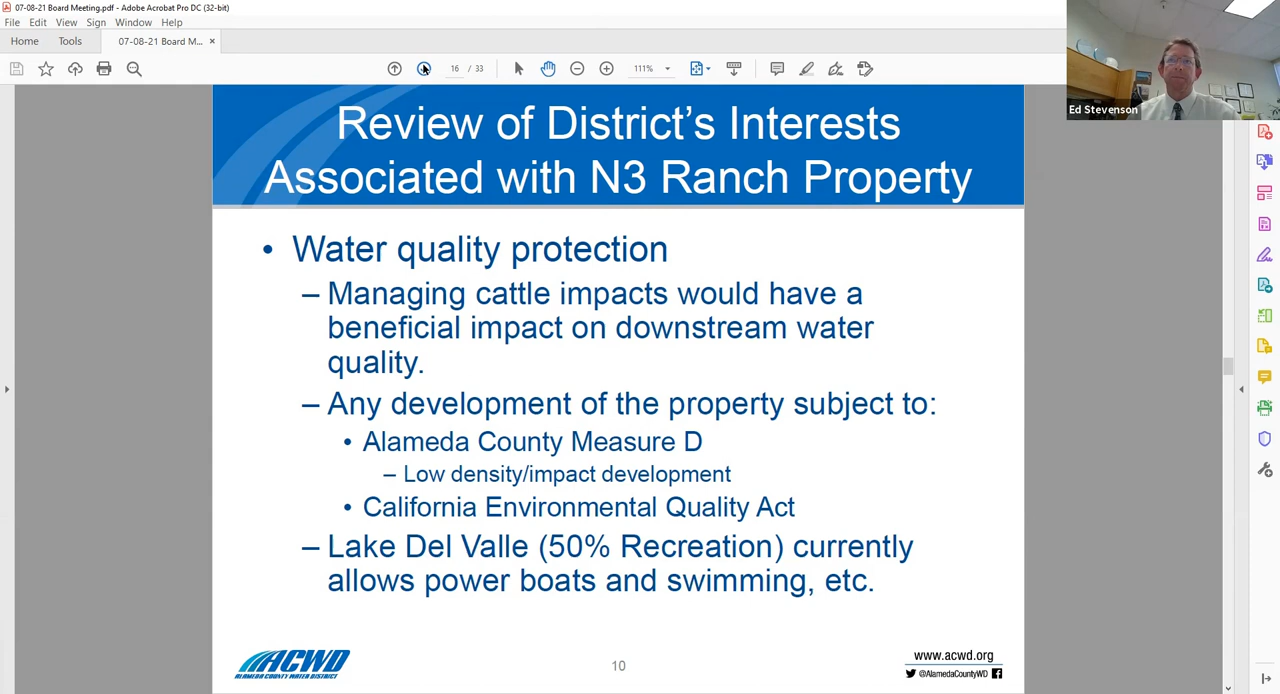 07-08-21 Board Meeting.pdf - Adobe Acrobat Pro DC (32-bit)
File Edit View Sign Window Help
Home Tools 07-08-21 Board M... ×
16 / 33 111%
Ed Stevenson
Review of District's Interests
Associated with N3 Ranch Property
• Water quality protection
– Managing cattle impacts would have a
beneficial impact on downstream water
quality.
– Any development of the property subject to:
• Alameda County Measure D
– Low density/impact development
• California Environmental Quality Act
– Lake Del Valle (50% Recreation) currently
allows power boats and swimming, etc.
ACWD
ALAMEDA COUNTY WATER DISTRICT
10
www.acwd.org
@AlamedaCountyWD